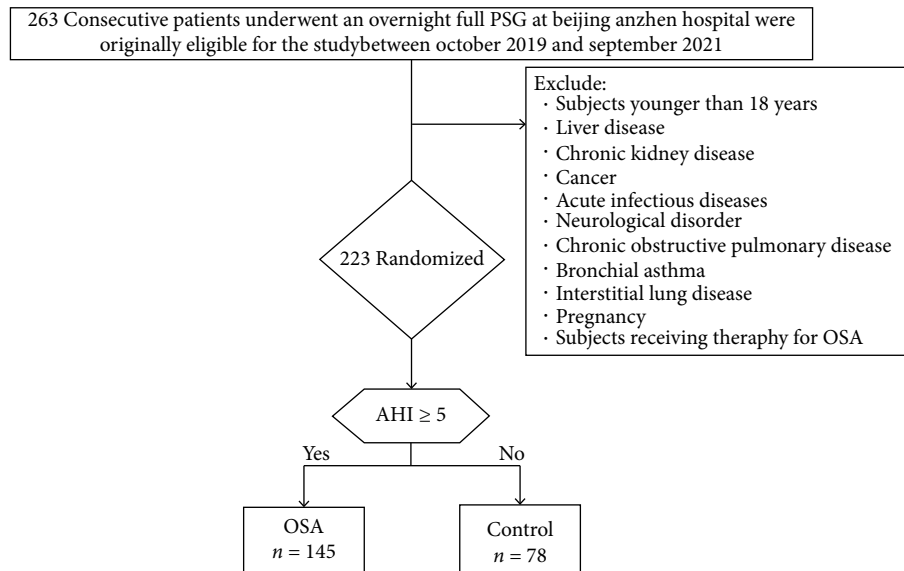 263 Consecutive patients underwent an overnight full PSG at beijing anzhen hospital were
originally eligible for the studybetween october 2019 and september 2021
Exclude:
· Subjects younger than 18 years
· Liver disease
· Chronic kidney disease
· Cancer
· Acute infectious diseases
· Neurological disorder
· Chronic obstructive pulmonary disease
· Bronchial asthma
· Interstitial lung disease
· Pregnancy
· Subjects receiving theraphy for OSA
223 Randomized
AHI ≥ 5
Yes
No
OSA
n = 145
Control
n = 78